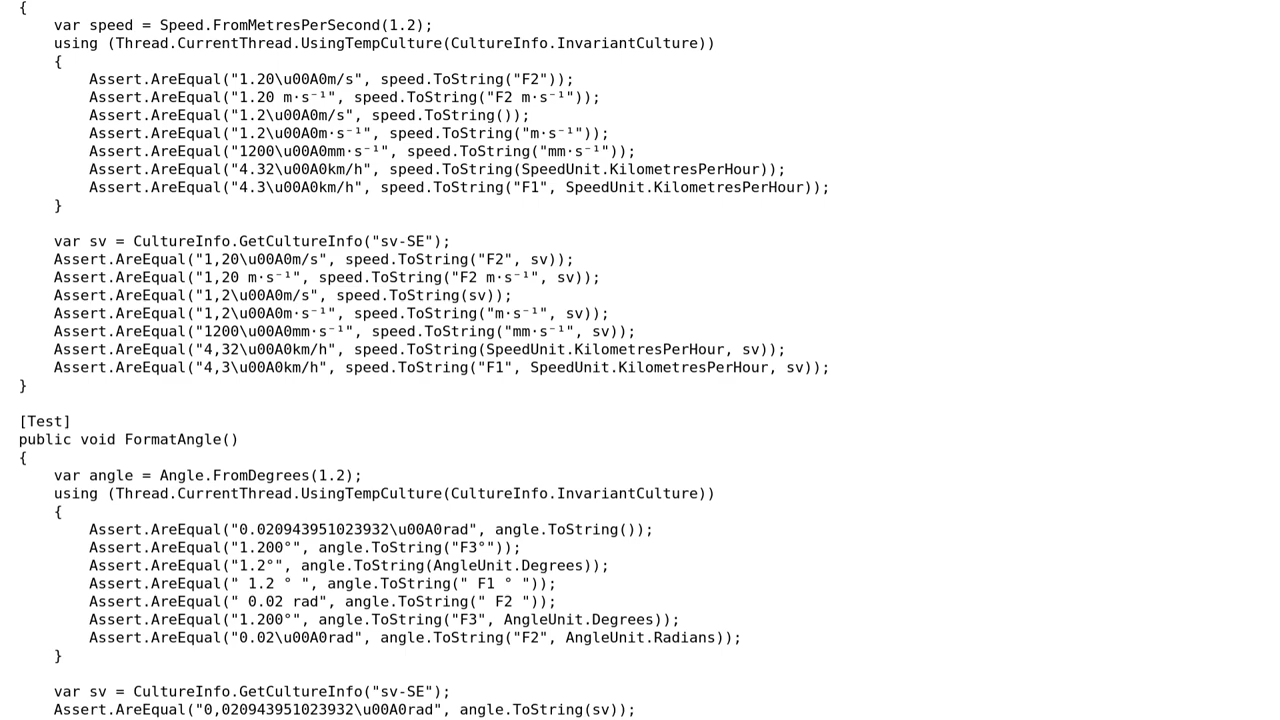 {
    var speed = Speed.FromMetresPerSecond(1.2);
    using (Thread.CurrentThread.UsingTempCulture(CultureInfo.InvariantCulture))
    {
        Assert.AreEqual("1.20\u00A0m/s", speed.ToString("F2"));
        Assert.AreEqual("1.20 m·s⁻¹", speed.ToString("F2 m·s⁻¹"));
        Assert.AreEqual("1.2\u00A0m/s", speed.ToString());
        Assert.AreEqual("1.2\u00A0m·s⁻¹", speed.ToString("m·s⁻¹"));
        Assert.AreEqual("1200\u00A0mm·s⁻¹", speed.ToString("mm·s⁻¹"));
        Assert.AreEqual("4.32\u00A0km/h", speed.ToString(SpeedUnit.KilometresPerHour));
        Assert.AreEqual("4.3\u00A0km/h", speed.ToString("F1", SpeedUnit.KilometresPerHour));
    }

    var sv = CultureInfo.GetCultureInfo("sv-SE");
    Assert.AreEqual("1,20\u00A0m/s", speed.ToString("F2", sv));
    Assert.AreEqual("1,20 m·s⁻¹", speed.ToString("F2 m·s⁻¹", sv));
    Assert.AreEqual("1,2\u00A0m/s", speed.ToString(sv));
    Assert.AreEqual("1,2\u00A0m·s⁻¹", speed.ToString("m·s⁻¹", sv));
    Assert.AreEqual("1200\u00A0mm·s⁻¹", speed.ToString("mm·s⁻¹", sv));
    Assert.AreEqual("4,32\u00A0km/h", speed.ToString(SpeedUnit.KilometresPerHour, sv));
    Assert.AreEqual("4,3\u00A0km/h", speed.ToString("F1", SpeedUnit.KilometresPerHour, sv));
}

[Test]
public void FormatAngle()
{
    var angle = Angle.FromDegrees(1.2);
    using (Thread.CurrentThread.UsingTempCulture(CultureInfo.InvariantCulture))
    {
        Assert.AreEqual("0.020943951023932\u00A0rad", angle.ToString());
        Assert.AreEqual("1.200°", angle.ToString("F3°"));
        Assert.AreEqual("1.2°", angle.ToString(AngleUnit.Degrees));
        Assert.AreEqual(" 1.2 ° ", angle.ToString(" F1 ° "));
        Assert.AreEqual(" 0.02 rad", angle.ToString(" F2 "));
        Assert.AreEqual("1.200°", angle.ToString("F3", AngleUnit.Degrees));
        Assert.AreEqual("0.02\u00A0rad", angle.ToString("F2", AngleUnit.Radians));
    }

    var sv = CultureInfo.GetCultureInfo("sv-SE");
    Assert.AreEqual("0,020943951023932\u00A0rad", angle.ToString(sv));